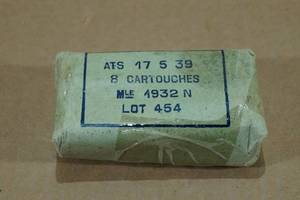 ATS 17 5 39
8 CARTOUCHES
MLE 1932 N
LOT 454